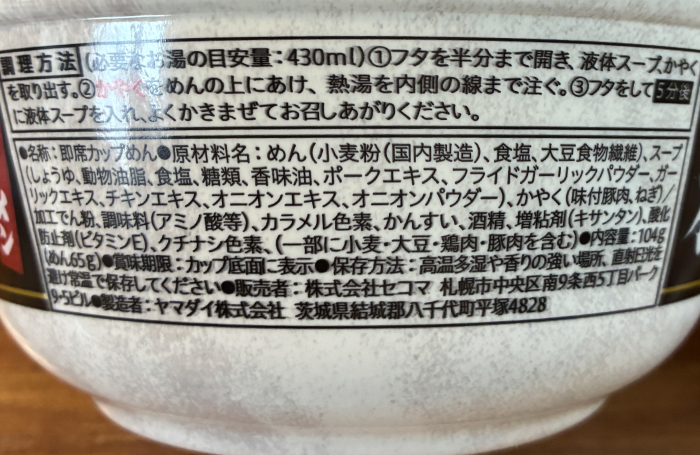 調理方法 (必要なお湯の目安量:430ml)①フタを半分まで開き、液体スープ、かやく
を取り出す。②かやくをめんの上にあけ、熱湯を内側の線まで注ぐ。③フタをして5分後
に液体スープを入れ、よくかきまぜてお召しあがりください。
●名称:即席カップめん●原材料名:めん(小麦粉(国内製造)、食塩、大豆食物繊維)、スープ
(しょうゆ、動物油脂、食塩、糖類、香味油、ポークエキス、フライドガーリックパウダー、ガー
リックエキス、チキンエキス、オニオンエキス、オニオンパウダー)、かやく(味付豚肉、ねぎ)/
加工でん粉、調味料(アミノ酸等)、カラメル色素、かんすい、酒精、増粘剤(キサンタン)、酸化
防止剤(ビタミンE)、クチナシ色素、(一部に小麦・大豆・鶏肉・豚肉を含む)●内容量:104g
(めん65g)●賞味期限:カップ底面に表示●保存方法:高温多湿や香りの強い場所、直射日光を
避け常温で保存してください●販売者:株式会社セコマ 札幌市中央区南9条西5丁目パーク
9-5ビル●製造者:ヤマダイ株式会社 茨城県結城郡八千代町平塚4828
メン